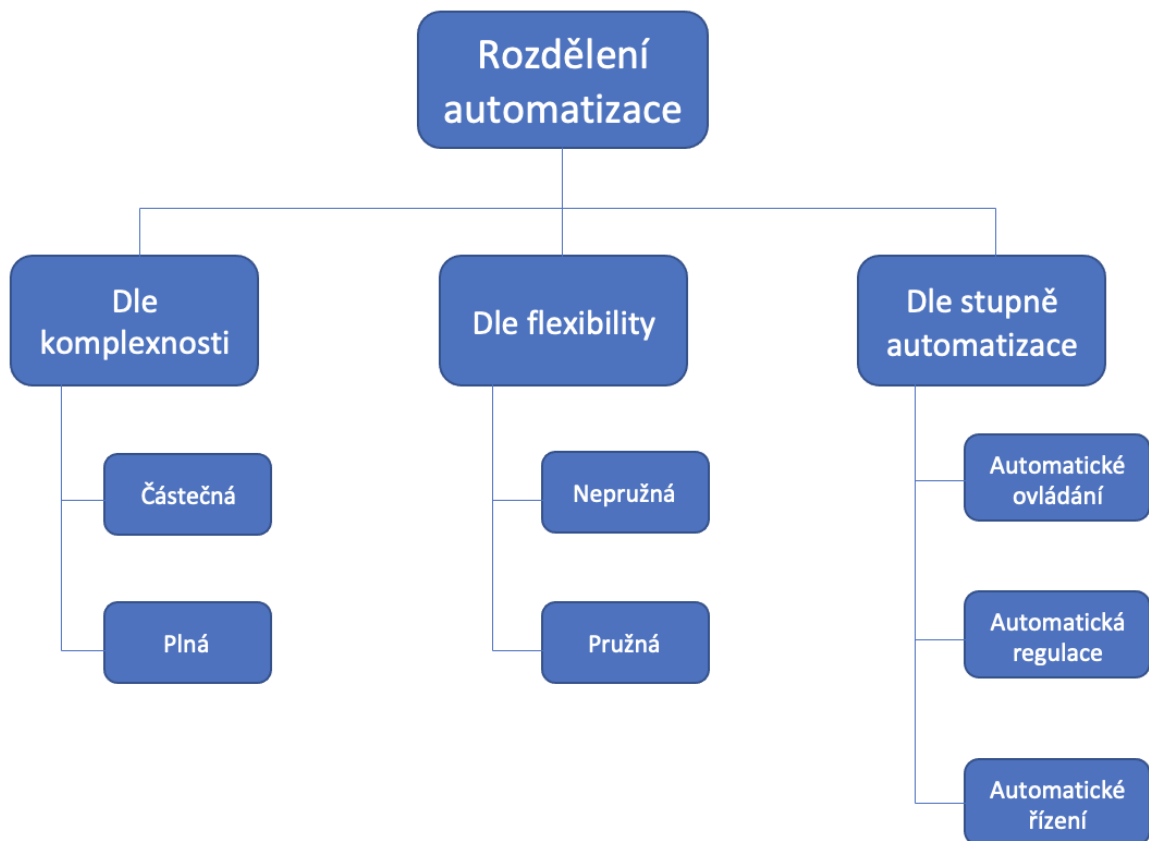 Rozdělení
automatizace
Dle
komplexnosti
Částečná
Plná
Dle flexibility
Nepružná
Pružná
Dle stupně
automatizace
Automatické
ovládání
Automatická
regulace
Automatické
řízení